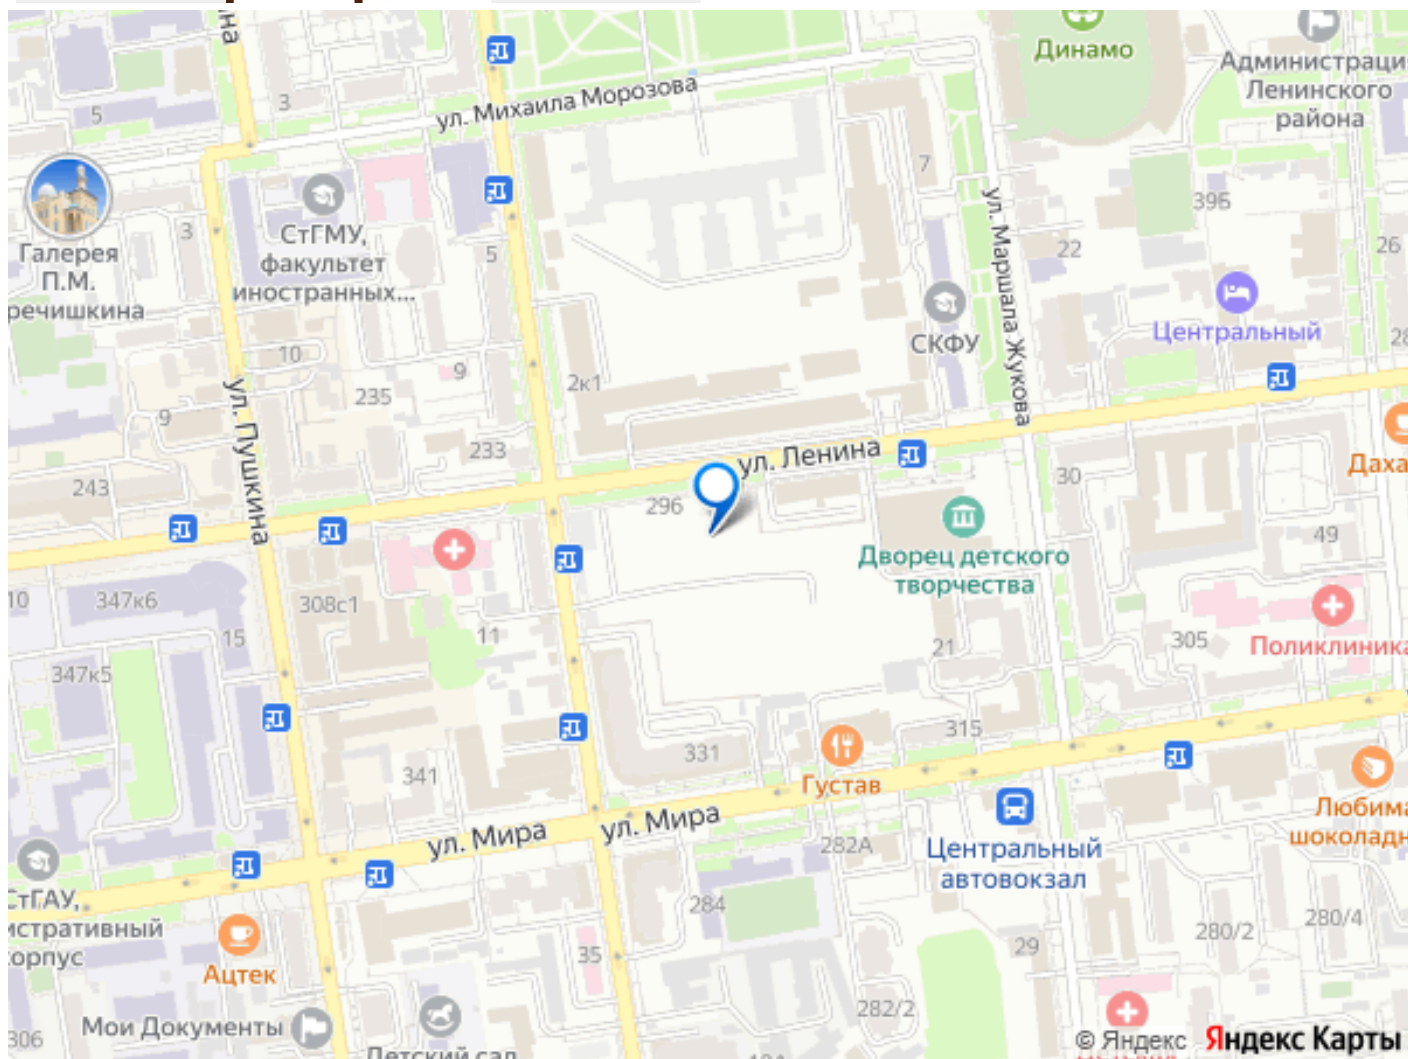 Динамо
Администраци
Ленинского
района
ул. Михаила Морозова
3
5
7
39Б
СтГМУ,
факультет
иностранных...
Галерея
П.М.
речишкина
3
5
22
26
ул. Маршала Жукова
Центральный
СКФУ
10
9
2к1
235
28
9
ул. Пушкина
233
ул. Ленина
Даха
243
296
30
49
Дворец детского
творчества
10
347к6
308с1
15
11
21
305
Поликлиника
347к5
315
331
341
Густав
ул. Мира
ул. Мира
282А
Центральный
автовокзал
Любима
шоколадн
СтГАУ,
истративный
орпус
284
280/2
280/4
Ацтек
35
29
Мои Документы
282/2
306
Детский сад
© Яндекс Яндекс Карты